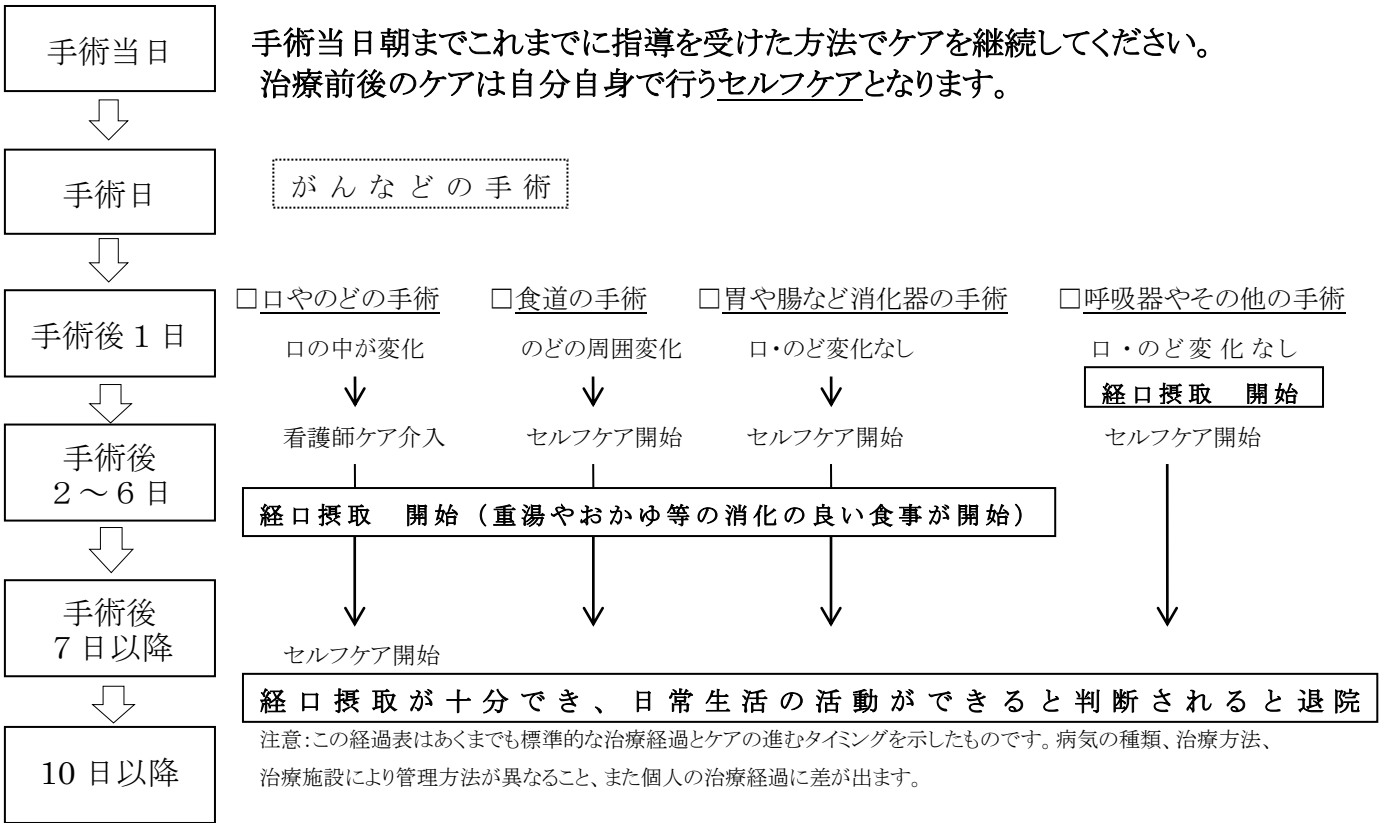 手術当日
手術当日朝までこれまでに指導を受けた方法でケアを継続してください。
治療前後のケアは自分自身で行うセルフケアとなります。
手術日
がんなどの手術
手術後1日
□口やのどの手術 □食道の手術 □胃や腸など消化器の手術 □呼吸器やその他の手術
口の中が変化 のどの周囲変化 口・のど変化なし 口・のど変化なし
経口摂取 開始
看護師ケア介入 セルフケア開始 セルフケア開始 セルフケア開始
手術後
2～6日
経口摂取 開始（重湯やおかゆ等の消化の良い食事が開始）
手術後
7日以降
セルフケア開始
経口摂取が十分でき、日常生活の活動ができると判断されると退院
10日以降
注意：この経過表はあくまでも標準的な治療経過とケアの進むタイミングを示したものです。病気の種類、治療方法、
治療施設により管理方法が異なること、また個人の治療経過に差が出ます。